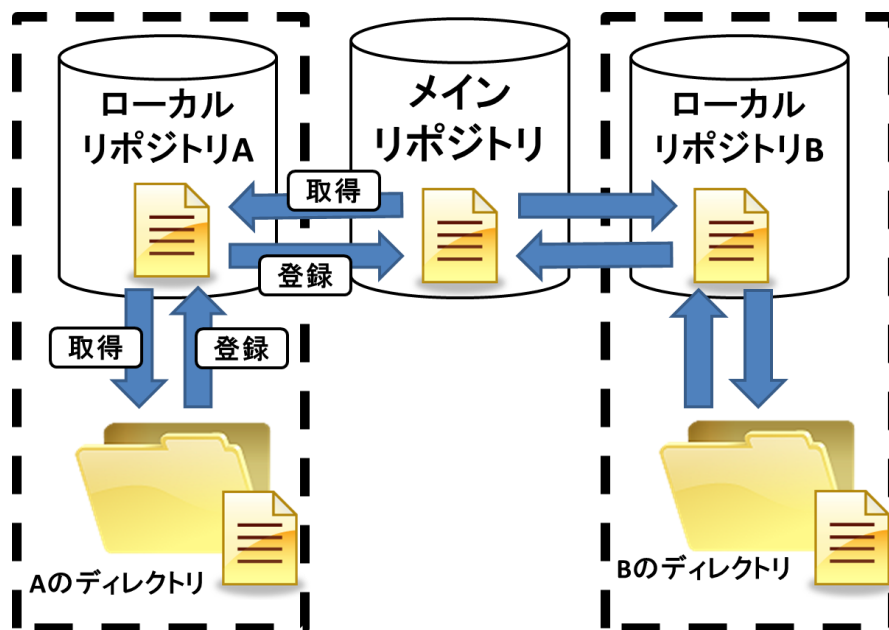 ローカル
リポジトリA
メイン
リポジトリ
ローカル
リポジトリB
取得
登録
取得
登録
Aのディレクトリ
Bのディレクトリ